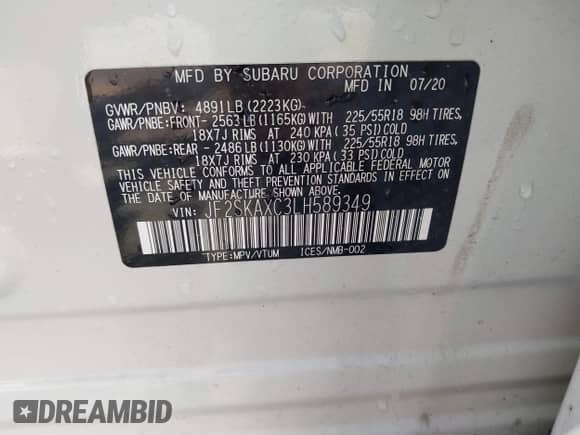 MFD BY SUBARU CORPORATION
MFD IN 07/20
GVWR/PNBV: 4891LB (2223KG)
GAWR/PNBE:FRONT- 2563LB (1165KG) WITH 225/55R18 98H TIRES,
18X7J RIMS AT 240 KPA (35 PSI) COLD
GAWR/PNBE:REAR - 2486LB (1130KG) WITH 225/55R18 98H TIRES,
18X7J RIMS AT 230 KPA (33 PSI) COLD
THIS VEHICLE CONFORMS TO ALL APPLICABLE FEDERAL MOTOR
VEHICLE SAFETY, BUMPER, AND THEFT PREVENTION STANDARDS IN EFFECT ON
THE DATE OF MANUFACTURE SHOWN ABOVE.
VIN: JF2SKAXC3LH589349
TYPE:MPV/VTUM ICES/NMB-002
DREAMBID